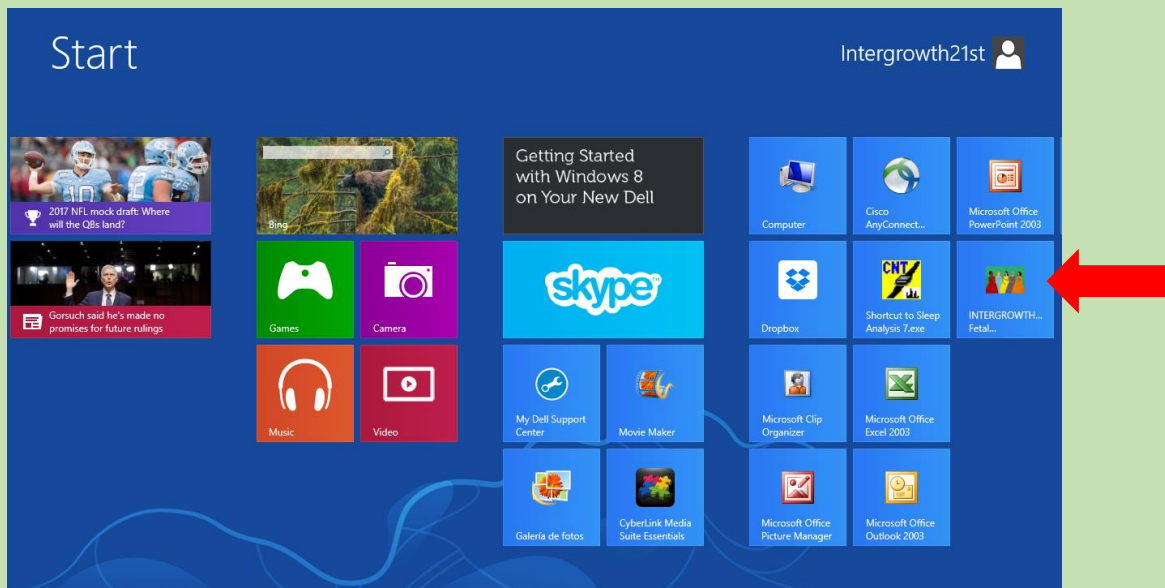 Start
Intergrowth21st
2017 NFL mock draft: Where
will the QBs land?
Gorsuch said he's made no
promises for future rulings
Bing
Games
Camera
Music
Video
Getting Started
with Windows 8
on Your New Dell
skype
My Dell Support
Center
Movie Maker
Galería de fotos
CyberLink Media
Suite Essentials
Computer
Cisco
AnyConnect...
Microsoft Office
PowerPoint 2003
Dropbox
CNT
Shortcut to Sleep
Analysis 7.exe
INTERGROWTH...
Fetal...
Microsoft Clip
Organizer
Microsoft Office
Excel 2003
Microsoft Office
Picture Manager
Microsoft Office
Outlook 2003